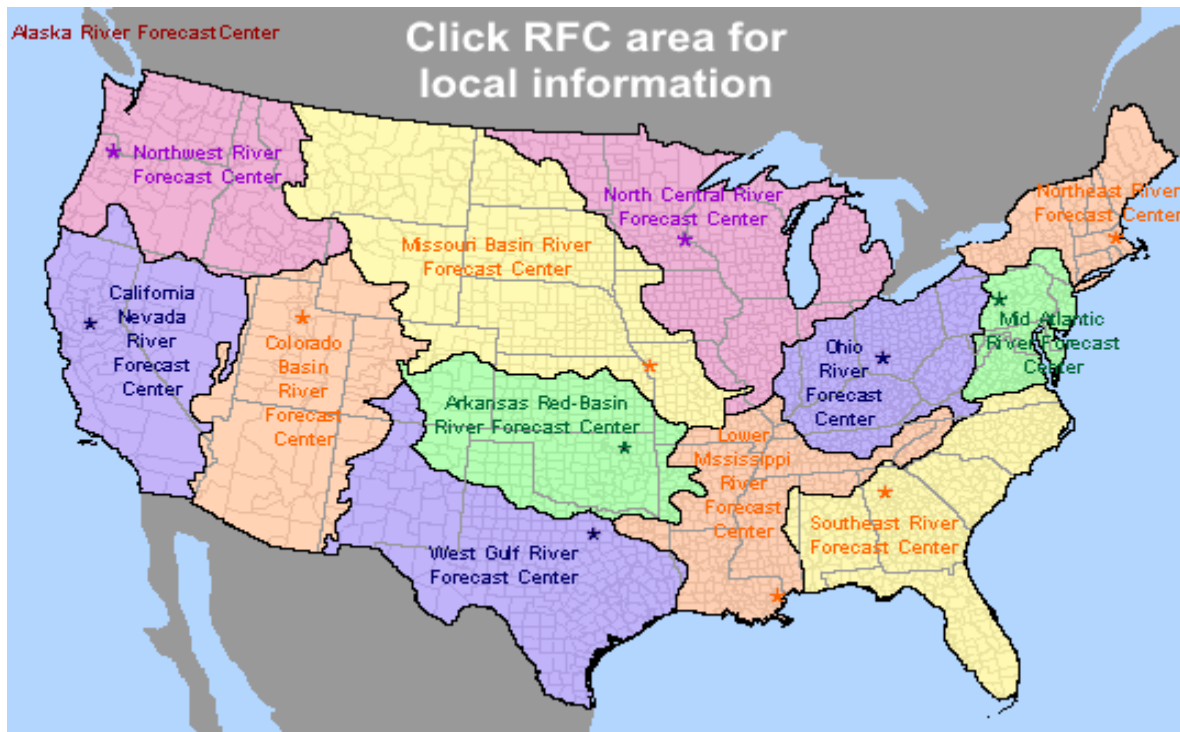 Alaska River Forecast Center
Click RFC area for
local information
Northwest River
Forecast Center
North Central River
Forecast Center
Northeast River
Forecast Center
Missouri Basin River
Forecast Center
California
Nevada
River
Forecast
Center
Colorado
Basin
River
Forecast
Center
Ohio
River
Forecast
Center
Mid Atlantic
River Forecast
Center
Arkansas Red-Basin
River Forecast Center
Lower
Mssissippi
River
Forecast
Center
Southeast River
Forecast Center
West Gulf River
Forecast Center